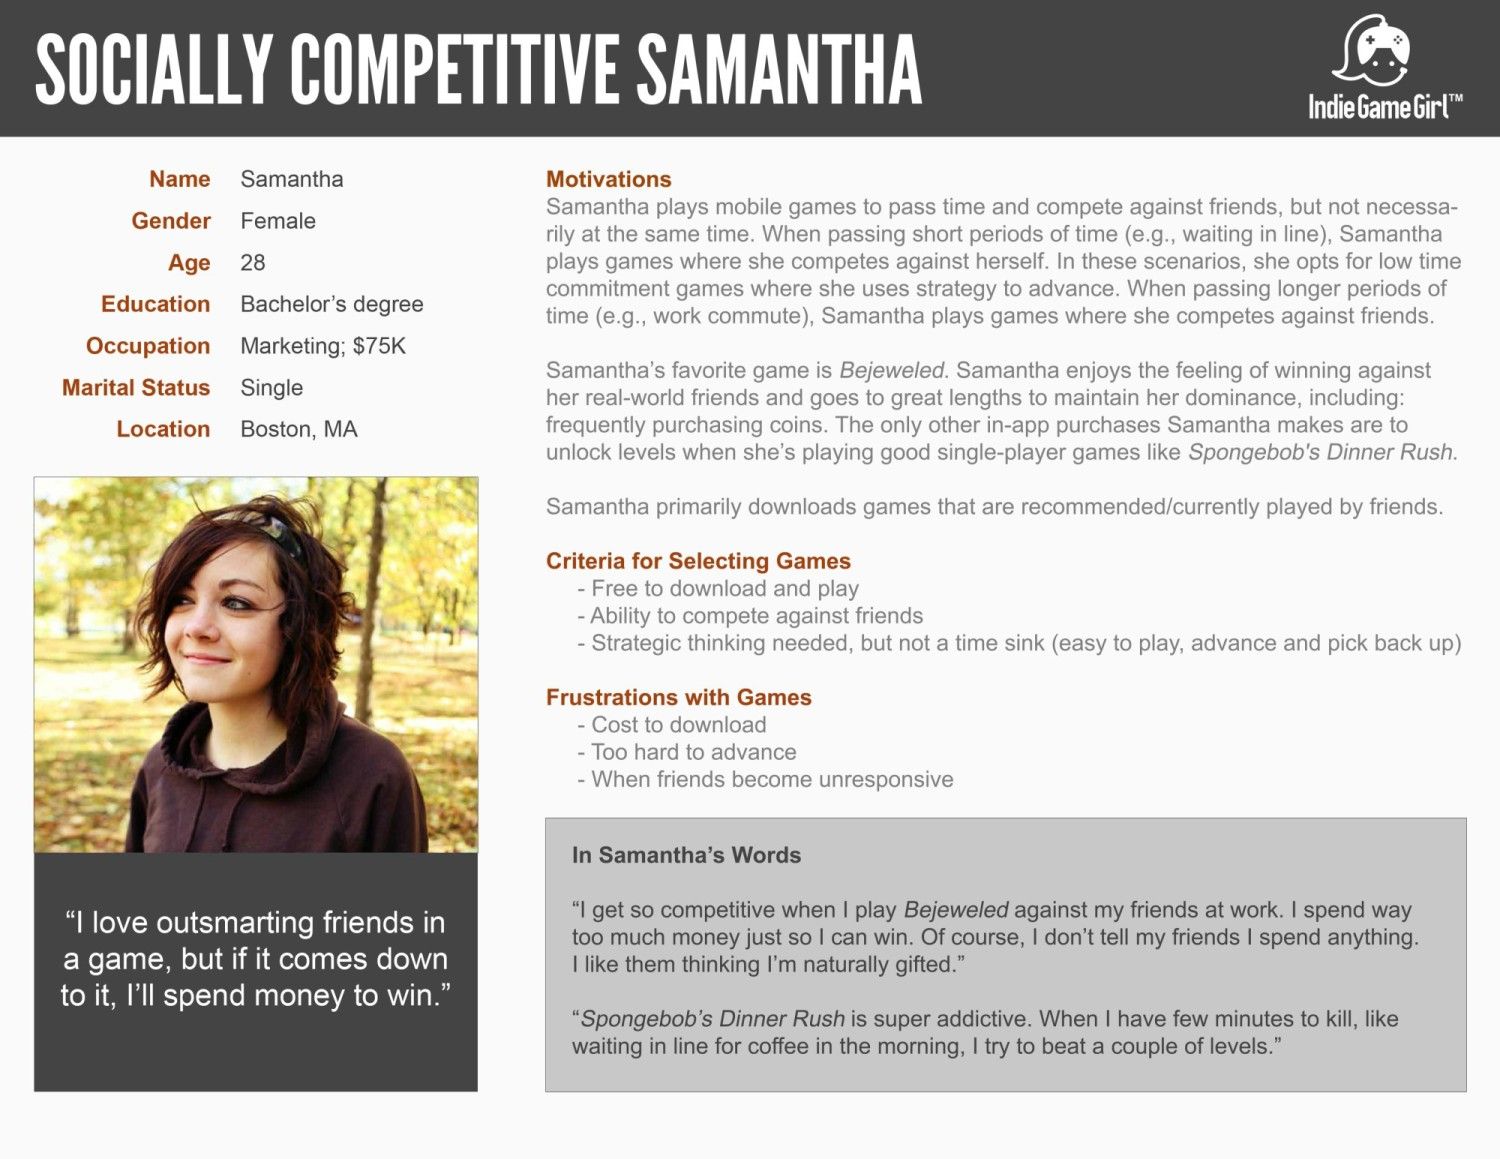 SOCIALLY COMPETITIVE SAMANTHA
IndieGameGirl™
Name Samantha
Gender Female
Age 28
Education Bachelor’s degree
Occupation Marketing; $75K
Marital Status Single
Location Boston, MA
“I love outsmarting friends in
a game, but if it comes down
to it, I’ll spend money to win.”
Motivations
Samantha plays mobile games to pass time and compete against friends, but not necessa-
rily at the same time. When passing short periods of time (e.g., waiting in line), Samantha
plays games where she competes against herself. In these scenarios, she opts for low time
commitment games where she uses strategy to advance. When passing longer periods of
time (e.g., work commute), Samantha plays games where she competes against friends.
Samantha’s favorite game is Bejeweled. Samantha enjoys the feeling of winning against
her real-world friends and goes to great lengths to maintain her dominance, including:
frequently purchasing coins. The only other in-app purchases Samantha makes are to
unlock levels when she’s playing good single-player games like Spongebob's Dinner Rush.
Samantha primarily downloads games that are recommended/currently played by friends.
Criteria for Selecting Games
- Free to download and play
- Ability to compete against friends
- Strategic thinking needed, but not a time sink (easy to play, advance and pick back up)
Frustrations with Games
- Cost to download
- Too hard to advance
- When friends become unresponsive
In Samantha’s Words
“I get so competitive when I play Bejeweled against my friends at work. I spend way
too much money just so I can win. Of course, I don’t tell my friends I spend anything.
I like them thinking I’m naturally gifted.”
“Spongebob’s Dinner Rush is super addictive. When I have few minutes to kill, like
waiting in line for coffee in the morning, I try to beat a couple of levels.”